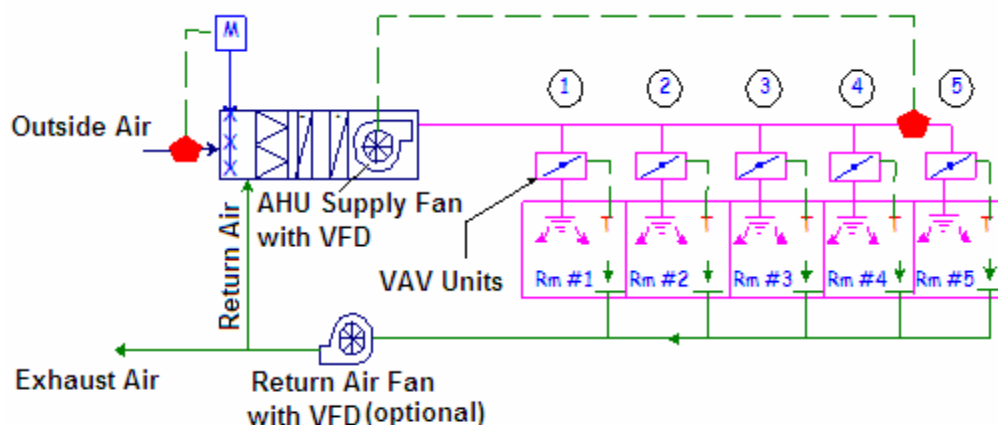 M
1 2 3 4 5
Outside Air
AHU Supply Fan
with VFD
Return Air
VAV Units
T T T T T
Rm #1 Rm #2 Rm #3 Rm #4 Rm #5
Exhaust Air
Return Air Fan
with VFD (optional)